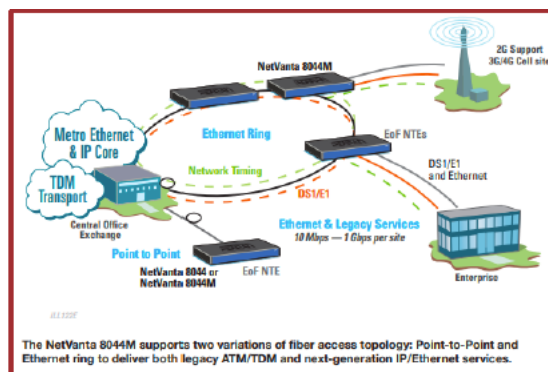 NetVanta 8044M
2G Support
3G/4G Cell site
Ethernet Ring
EoF NTEs
Metro Ethernet
& IP Core
Network Timing
TDM
Transport
DS1/E1
DS1/E1
and Ethernet
Central Office
Exchange
Ethernet & Legacy Services
10 Mbps — 1 Gbps per site
Point to Point
NetVanta 8044 or
NetVanta 8044M
EoF NTE
Enterprise
The NetVanta 8044M supports two variations of fiber access topology: Point-to-Point and
Ethernet ring to deliver both legacy ATM/TDM and next-generation IP/Ethernet services.